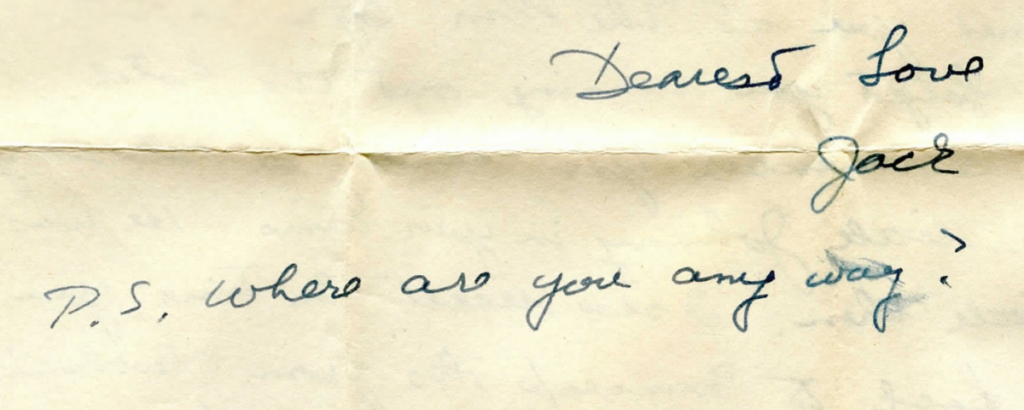 Dearest Love
Jack
P.S. Where are you any way?